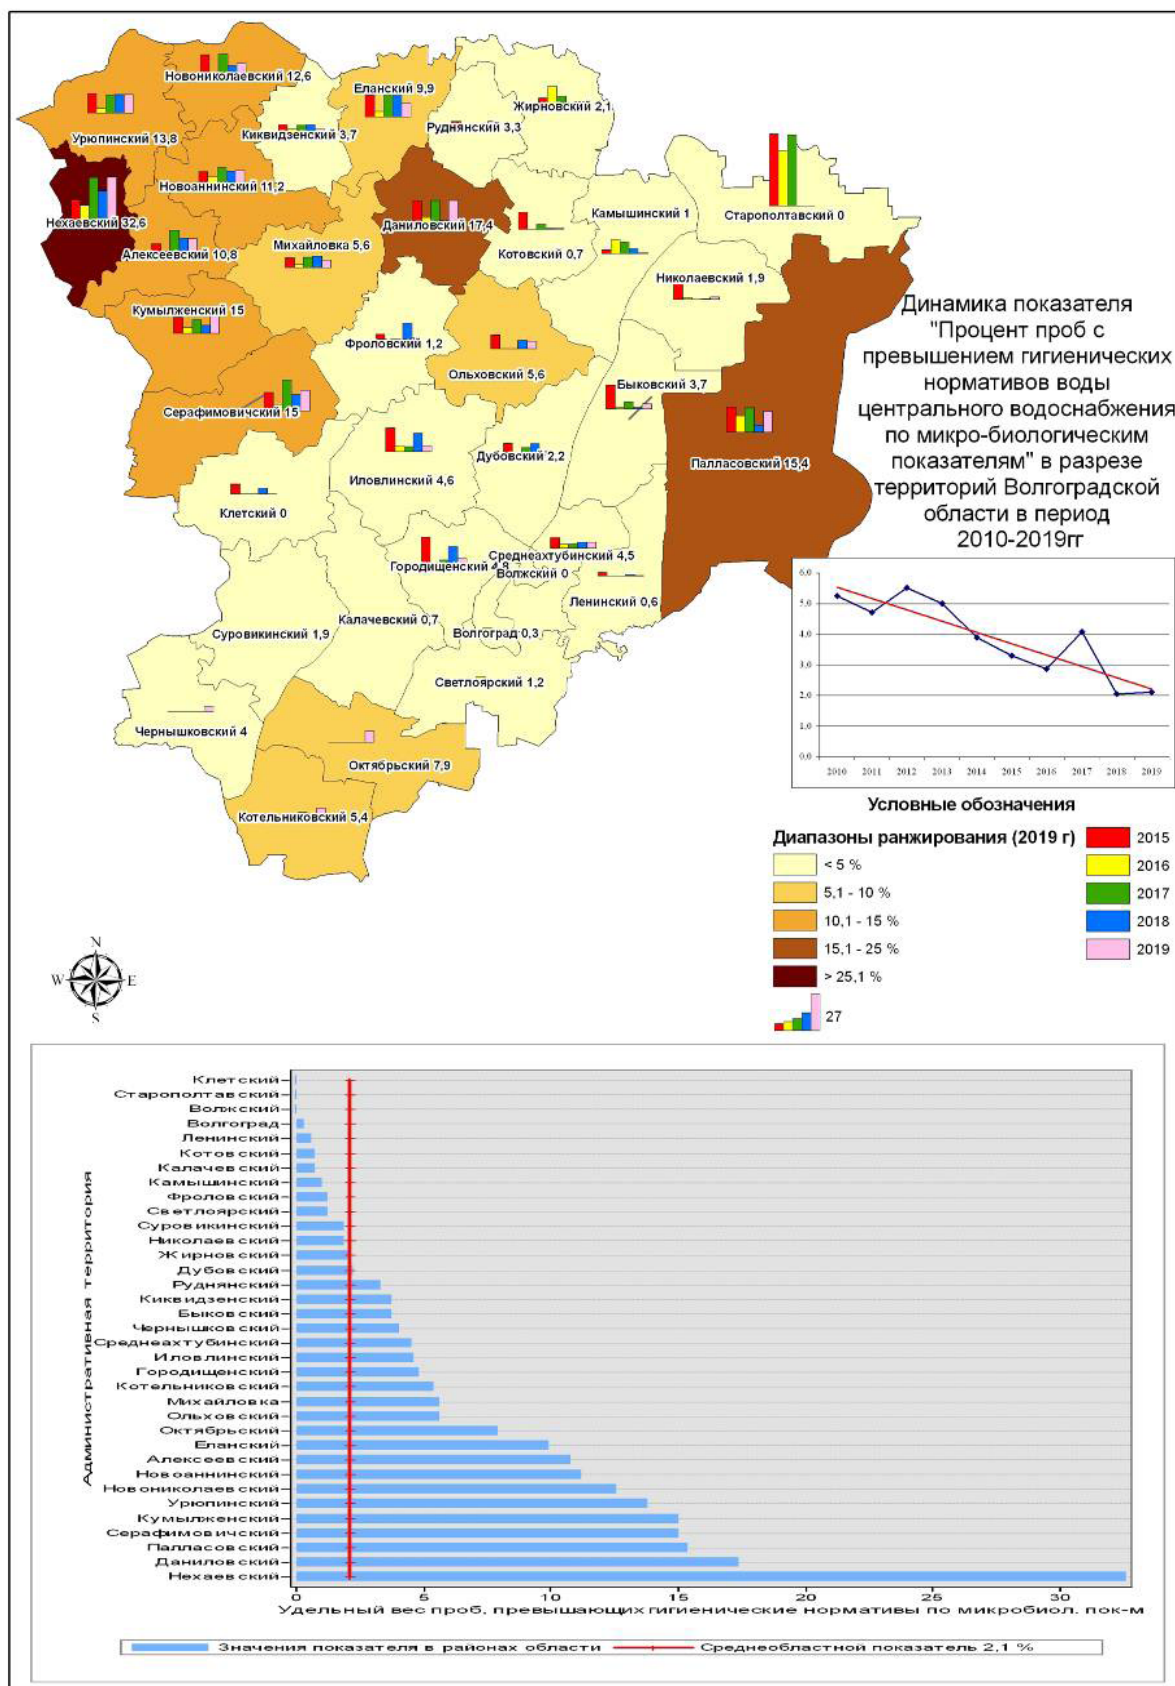 Новониколаевский 12,6
Еланский 9,9
Жирновский 2,1
Руднянский 3,3
Урюпинский 13,8
Киквидзенский 3,7
Новоаннинский 11,2
Нехаевский 32,6
Даниловский 17,4
Камышинский 1
Старополтавский 0
Алексеевский 10,8
Михайловка 5,6
Котовский 0,7
Николаевский 1,9
Кумылженский 15
Фроловский 1,2
Ольховский 5,6
Быковский 3,7
Серафимовичский 15
Дубовский 2,2
Палласовский 15,4
Иловлинский 4,6
Клетский 0
Среднеахтубинский 4,5
Городищенский 4,8
Волжский 0
Ленинский 0,6
Калачевский 0,7
Суровикинский 1,9
Волгоград 0,3
Светлоярский 1,2
Чернышковский 4
Октябрьский 7,9
Котельниковский 5,4
Динамика показателя
"Процент проб с
превышением гигиенических
нормативов воды
центрального водоснабжения
по микро-биологическим
показателям" в разрезе
территорий Волгоградской
области в период
2010-2019гг
6,0
5,0
4,0
3,0
2,0
1,0
0,0
2010 2011 2012 2013 2014 2015 2016 2017 2018 2019
Условные обозначения
Диапазоны ранжирования (2019 г)
< 5 %
5,1 - 10 %
10,1 - 15 %
15,1 - 25 %
> 25,1 %
27
2015
2016
2017
2018
2019
N
W E
S
Административная территория
Клетский
Старополтавский
Волжский
Волгоград
Ленинский
Котовский
Калачевский
Камышинский
Фроловский
Светлоярский
Суровикинский
Николаевский
Жирновский
Дубовский
Руднянский
Киквидзенский
Быковский
Чернышковский
Среднеахтубинский
Иловлинский
Городищенский
Котельниковский
Михайловка
Ольховский
Октябрьский
Еланский
Алексеевский
Новоаннинский
Новониколаевский
Урюпинский
Кумылженский
Серафимовичский
Палласовский
Даниловский
Нехаевский
0 5 10 15 20 25 30
Удельный вес проб, превышающих гигиенические нормативы по микробиол. пок-м
Значения показателя в районах области
Среднеобластной показатель 2,1 %